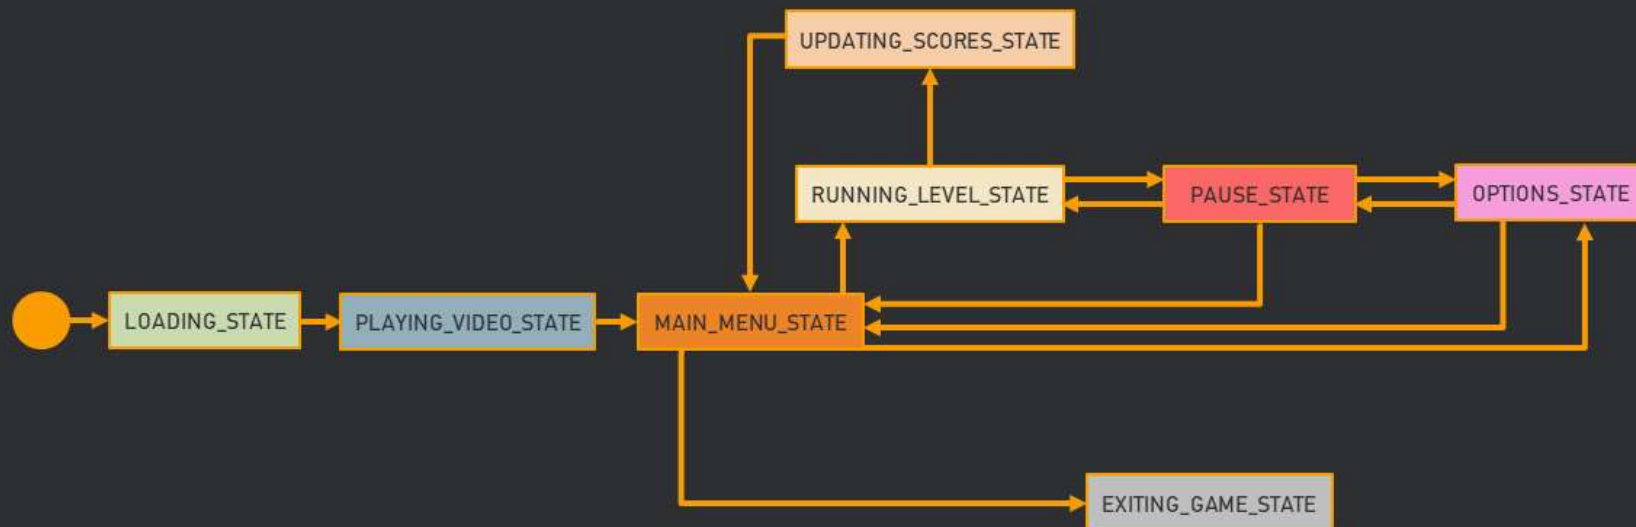 UPDATING_SCORES_STATE
RUNNING_LEVEL_STATE
PAUSE_STATE
OPTIONS_STATE
LOADING_STATE
PLAYING_VIDEO_STATE
MAIN_MENU_STATE
EXITING_GAME_STATE